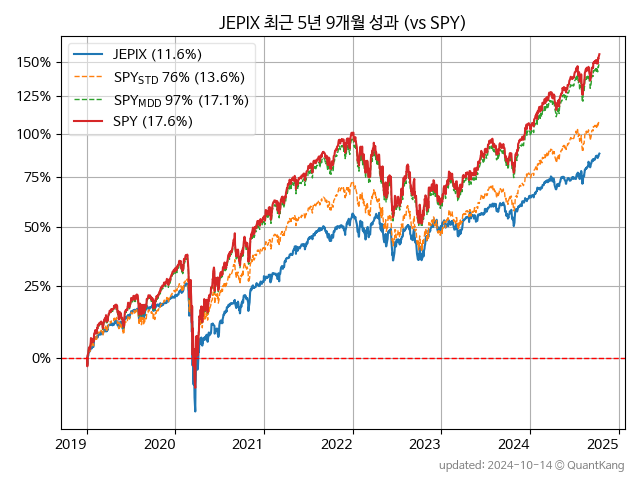 JEPIX 최근 5년 9개월 성과 (vs SPY)
JEPIX (11.6%)
SPY_STD 76% (13.6%)
SPY_MDD 97% (17.1%)
SPY (17.6%)
150%
125%
100%
75%
50%
25%
0%
2019 2020 2021 2022 2023 2024 2025
updated: 2024-10-14 © QuantKang